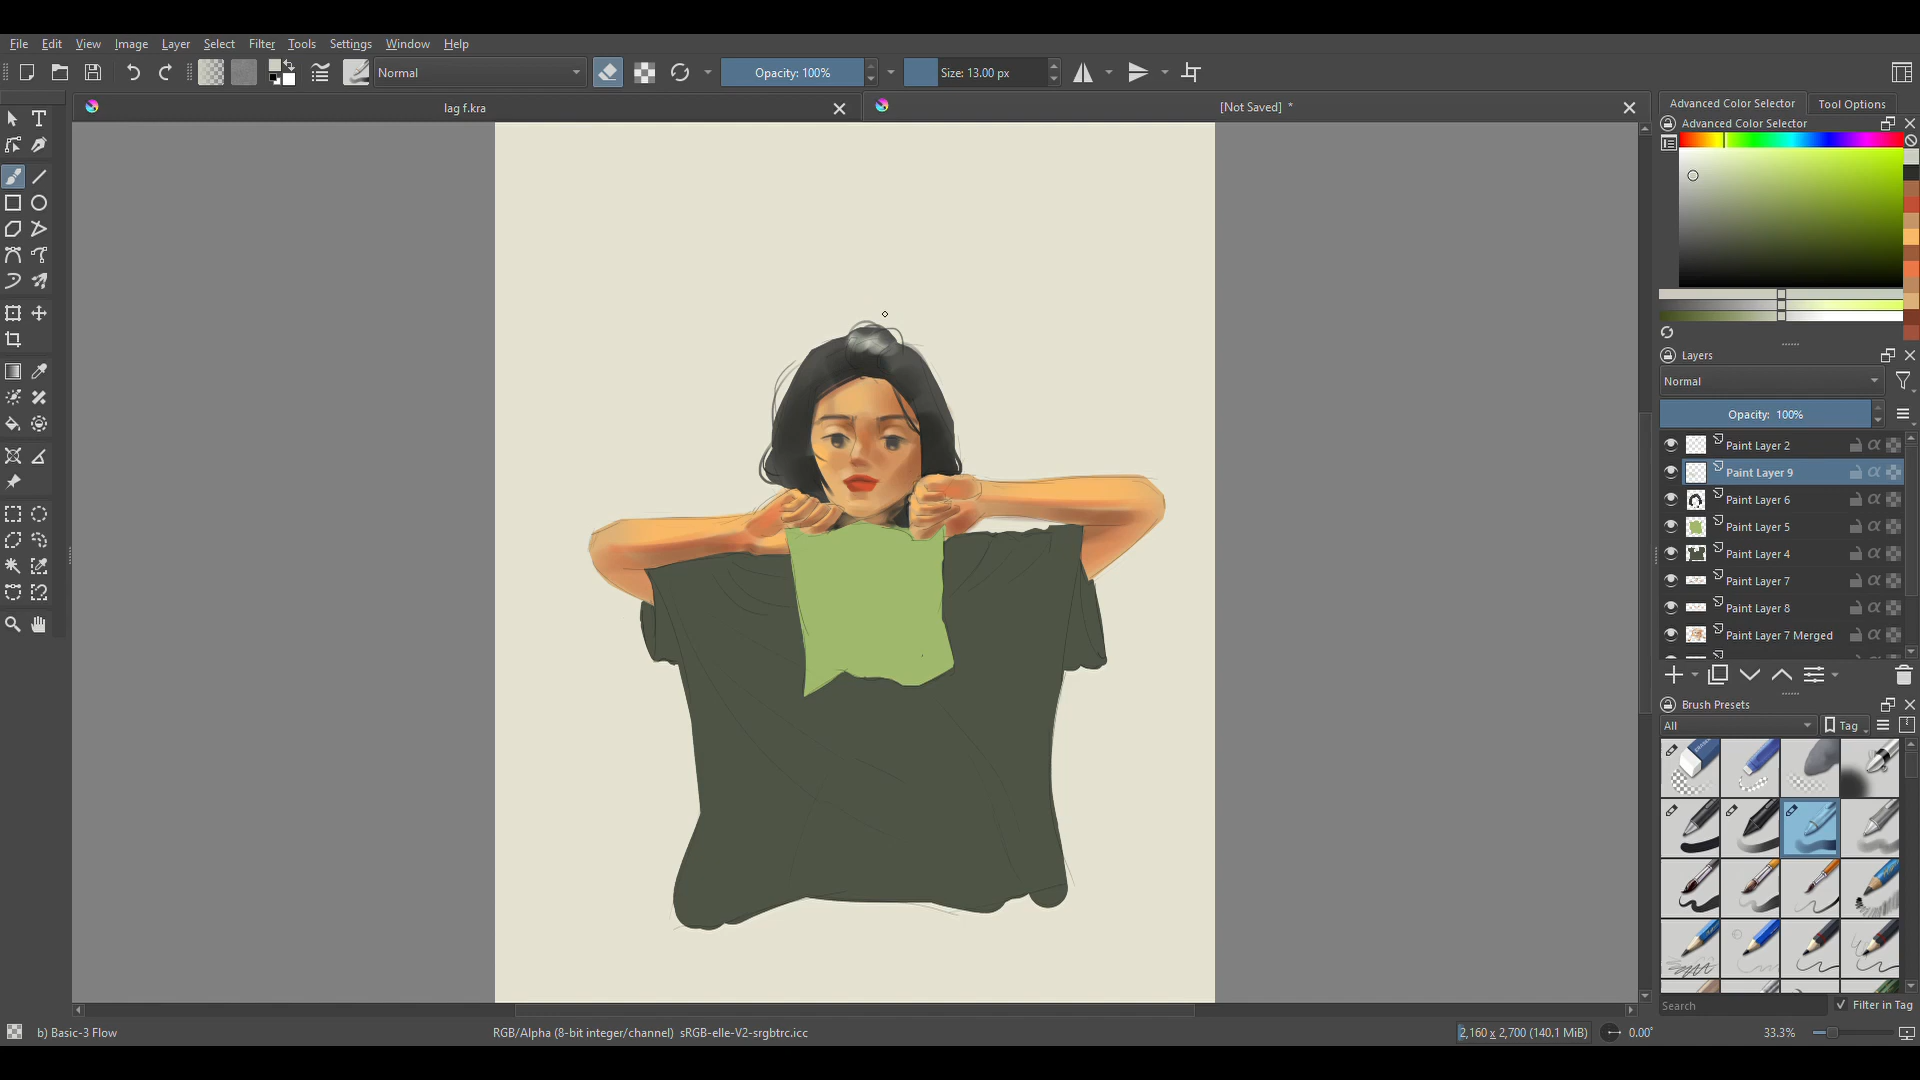 File Edit View Image Layer Select Filter Tools Settings Window Help
Normal
Opacity: 100%
Size: 13.00 px
lag f.kra
[Not Saved] *
Advanced Color Selector
Tool Options
Advanced Color Selector
Layers
Normal
Opacity: 100%
Paint Layer 2
Paint Layer 9
Paint Layer 6
Paint Layer 5
Paint Layer 4
Paint Layer 7
Paint Layer 8
Paint Layer 7 Merged
Brush Presets
All
Tag
Search
Filter in Tag
b) Basic-3 Flow
RGB/Alpha (8-bit integer/channel) sRGB-elle-V2-srgbtrc.icc
2,160 x 2,700 (140.1 MiB)
0.00°
33.3%